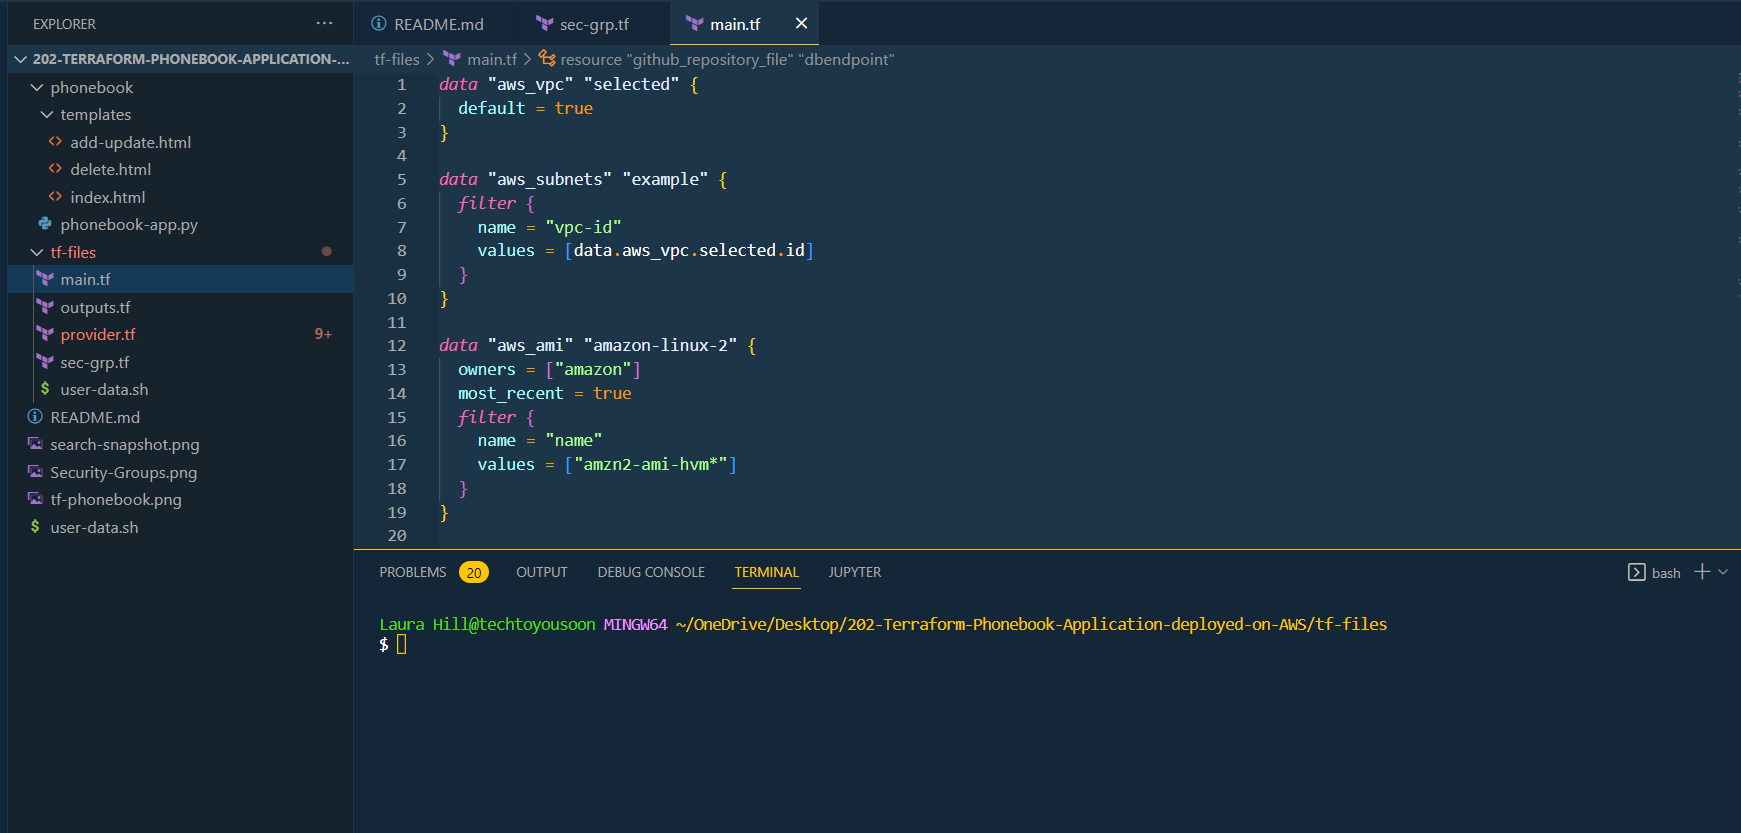 EXPLORER
···
202-TERRAFORM-PHONEBOOK-APPLICATION-...
phonebook
templates
add-update.html
delete.html
index.html
phonebook-app.py
tf-files
main.tf
outputs.tf
provider.tf 9+
sec-grp.tf
$ user-data.sh
README.md
search-snapshot.png
Security-Groups.png
tf-phonebook.png
$ user-data.sh
README.md sec-grp.tf main.tf
tf-files > main.tf > resource "github_repository_file" "dbendpoint"
1 data "aws_vpc" "selected" {
2 default = true
3 }
4
5 data "aws_subnets" "example" {
6 filter {
7 name = "vpc-id"
8 values = [data.aws_vpc.selected.id]
9 }
10 }
11
12 data "aws_ami" "amazon-linux-2" {
13 owners = ["amazon"]
14 most_recent = true
15 filter {
16 name = "name"
17 values = ["amzn2-ami-hvm*"]
18 }
19 }
20
PROBLEMS 20 OUTPUT DEBUG CONSOLE TERMINAL JUPYTER bash
Laura Hill@techtoyousoon MINGW64 ~/OneDrive/Desktop/202-Terraform-Phonebook-Application-deployed-on-AWS/tf-files
$